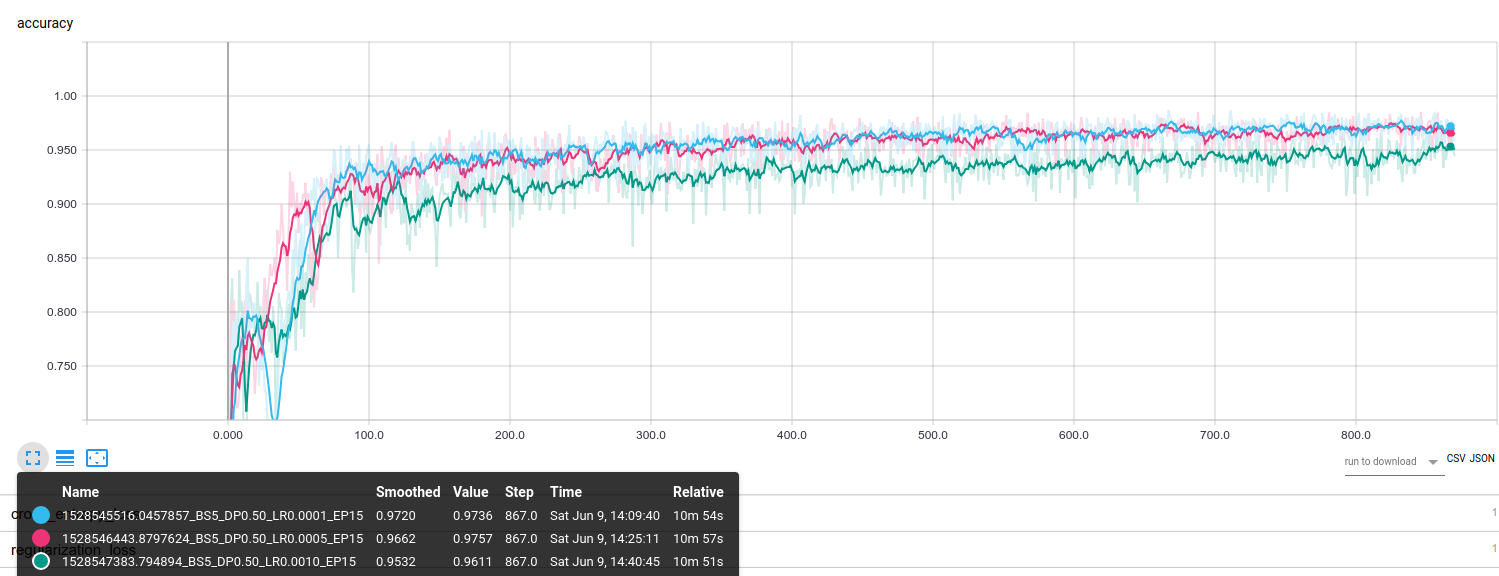 accuracy
1.00
0.950
0.900
0.850
0.800
0.750
0.000 100.0 200.0 300.0 400.0 500.0 600.0 700.0 800.0
run to download CSV JSON
Name Smoothed Value Step Time Relative
1528545516.0457857_BS5_DP0.50_LR0.0001_EP15 0.9720 0.9736 867.0 Sat Jun 9, 14:09:40 10m 54s
1
1528546443.8797624_BS5_DP0.50_LR0.0005_EP15 0.9662 0.9757 867.0 Sat Jun 9, 14:25:11 10m 57s
regularization_loss 1
1528547383.794894_BS5_DP0.50_LR0.0010_EP15 0.9532 0.9611 867.0 Sat Jun 9, 14:40:45 10m 51s